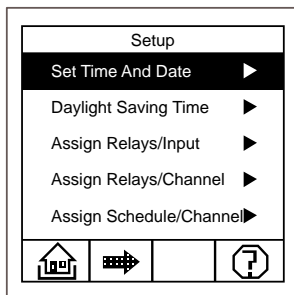 Setup
Set Time And Date ▶
Daylight Saving Time ▶
Assign Relays/Input ▶
Assign Relays/Channel ▶
Assign Schedule/Channel▶
?